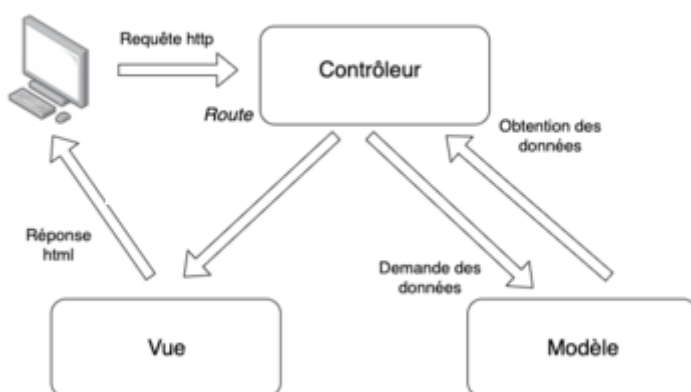 Requête http
Contrôleur
Route
Obtention des
données
Réponse
html
Demande des
données
Vue
Modèle